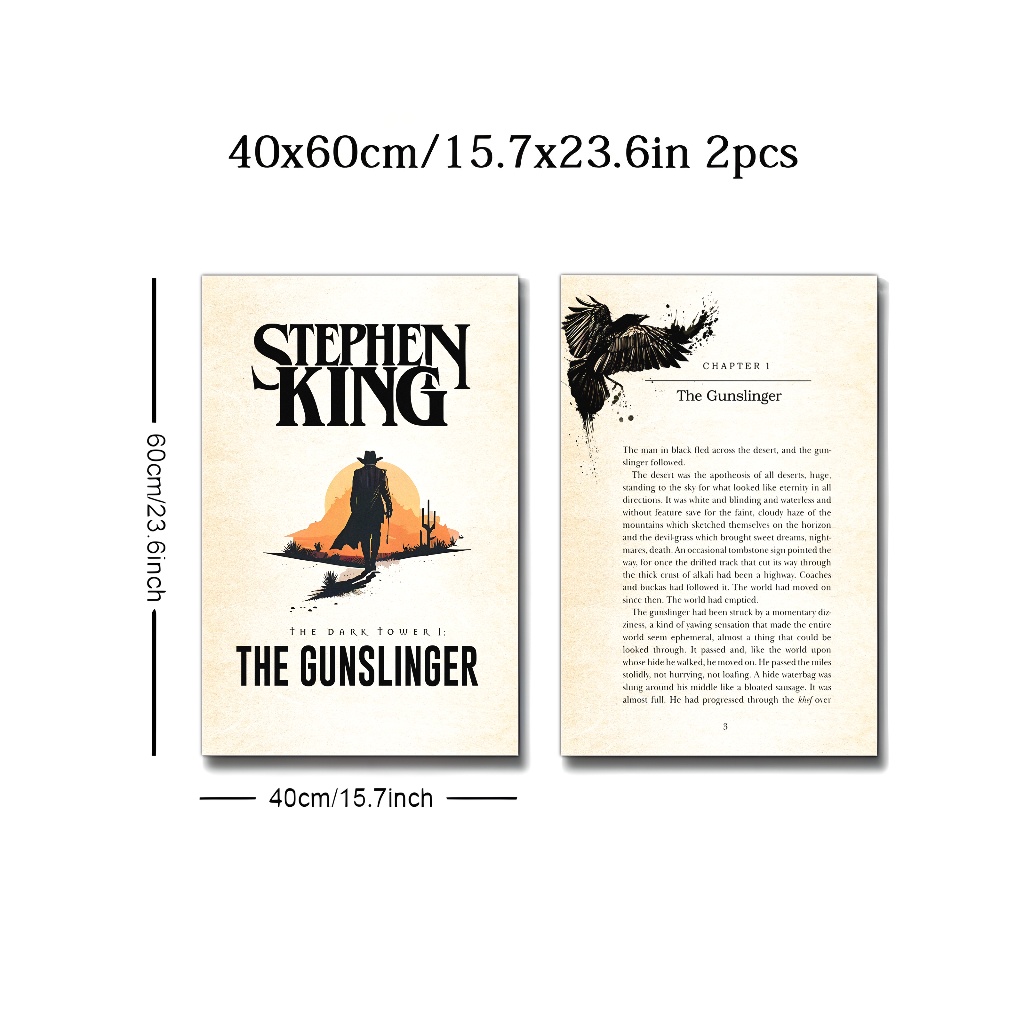 40x60cm/15.7x23.6in 2pcs
60cm/23.6inch
STEPHEN
KING
THE DARK TOWER I:
THE GUNSLINGER
40cm/15.7inch
CHAPTER 1
The Gunslinger
The man in black fled across the desert, and the gun-
slinger followed.
The desert was the apotheosis of all deserts, huge,
standing to the sky for what looked like eternity in all
directions. It was white and blinding and waterless and
without feature save for the faint, cloudy haze of the
mountains which sketched themselves on the horizon
and the devil-grass which brought sweet dreams, night-
mares, death. An occasional tombstone sign pointed the
way, for once the drifted track that cut its way through
the thick crust of alkali had been a highway. Coaches
and buckas had followed it. The world had moved on
since then. The world had emptied.
The gunslinger had been struck by a momentary diz-
ziness, a kind of yawing sensation that made the entire
world seem ephemeral, almost a thing that could be
looked through. It passed and, like the world upon
whose hide he walked, he moved on. He passed the miles
stolidly, not hurrying, not loafing. A hide waterbag was
slung around his middle like a bloated sausage. It was
almost full. He had progressed through the khef over
3